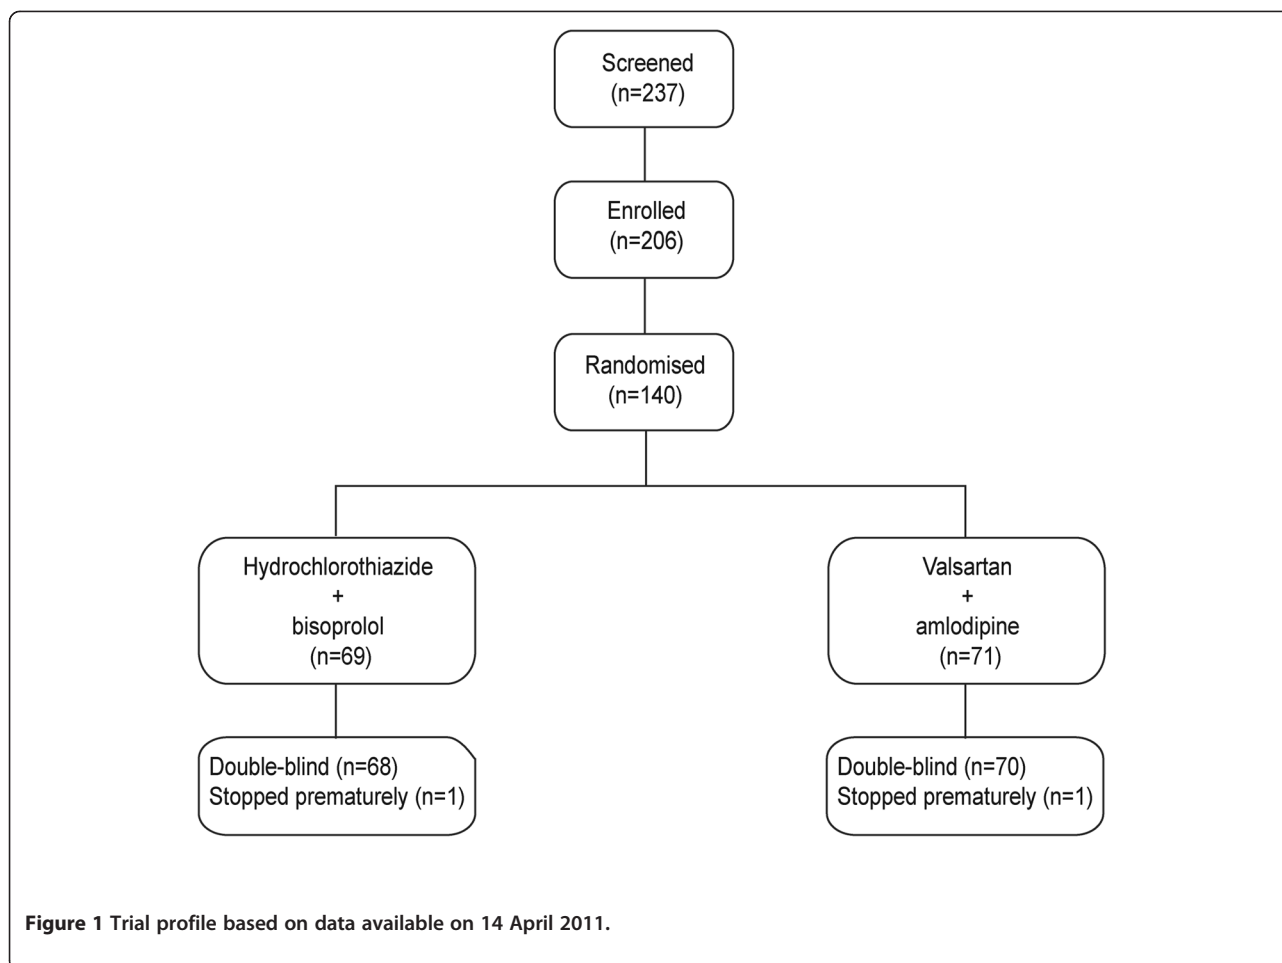 Screened
(n=237)
Enrolled
(n=206)
Randomised
(n=140)
Hydrochlorothiazide
+
bisoprolol
(n=69)
Valsartan
+
amlodipine
(n=71)
Double-blind (n=68)
Stopped prematurely (n=1)
Double-blind (n=70)
Stopped prematurely (n=1)
Figure 1 Trial profile based on data available on 14 April 2011.